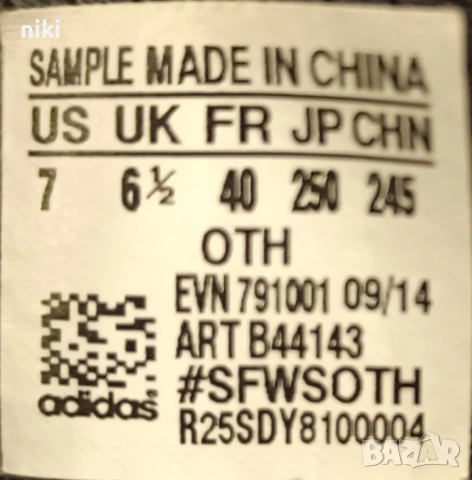 niki
SAMPLE MADE IN CHINA
US UK FR JP CHN
7 6½ 40 250 245
OTH
EVN 791001 09/14
ART B44143
#SFWSOTH
adidas
R25SDY8100004
BAZAR